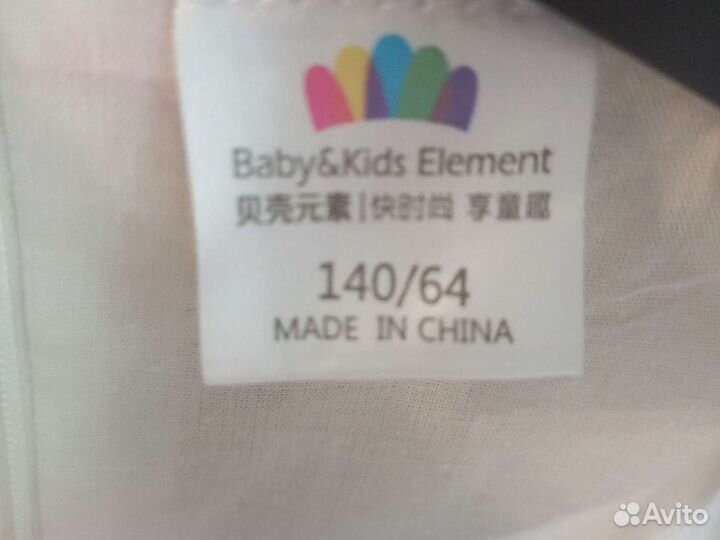 Baby&Kids Element
贝壳元素|快时尚 享童趣
140/64
MADE IN CHINA
Avito